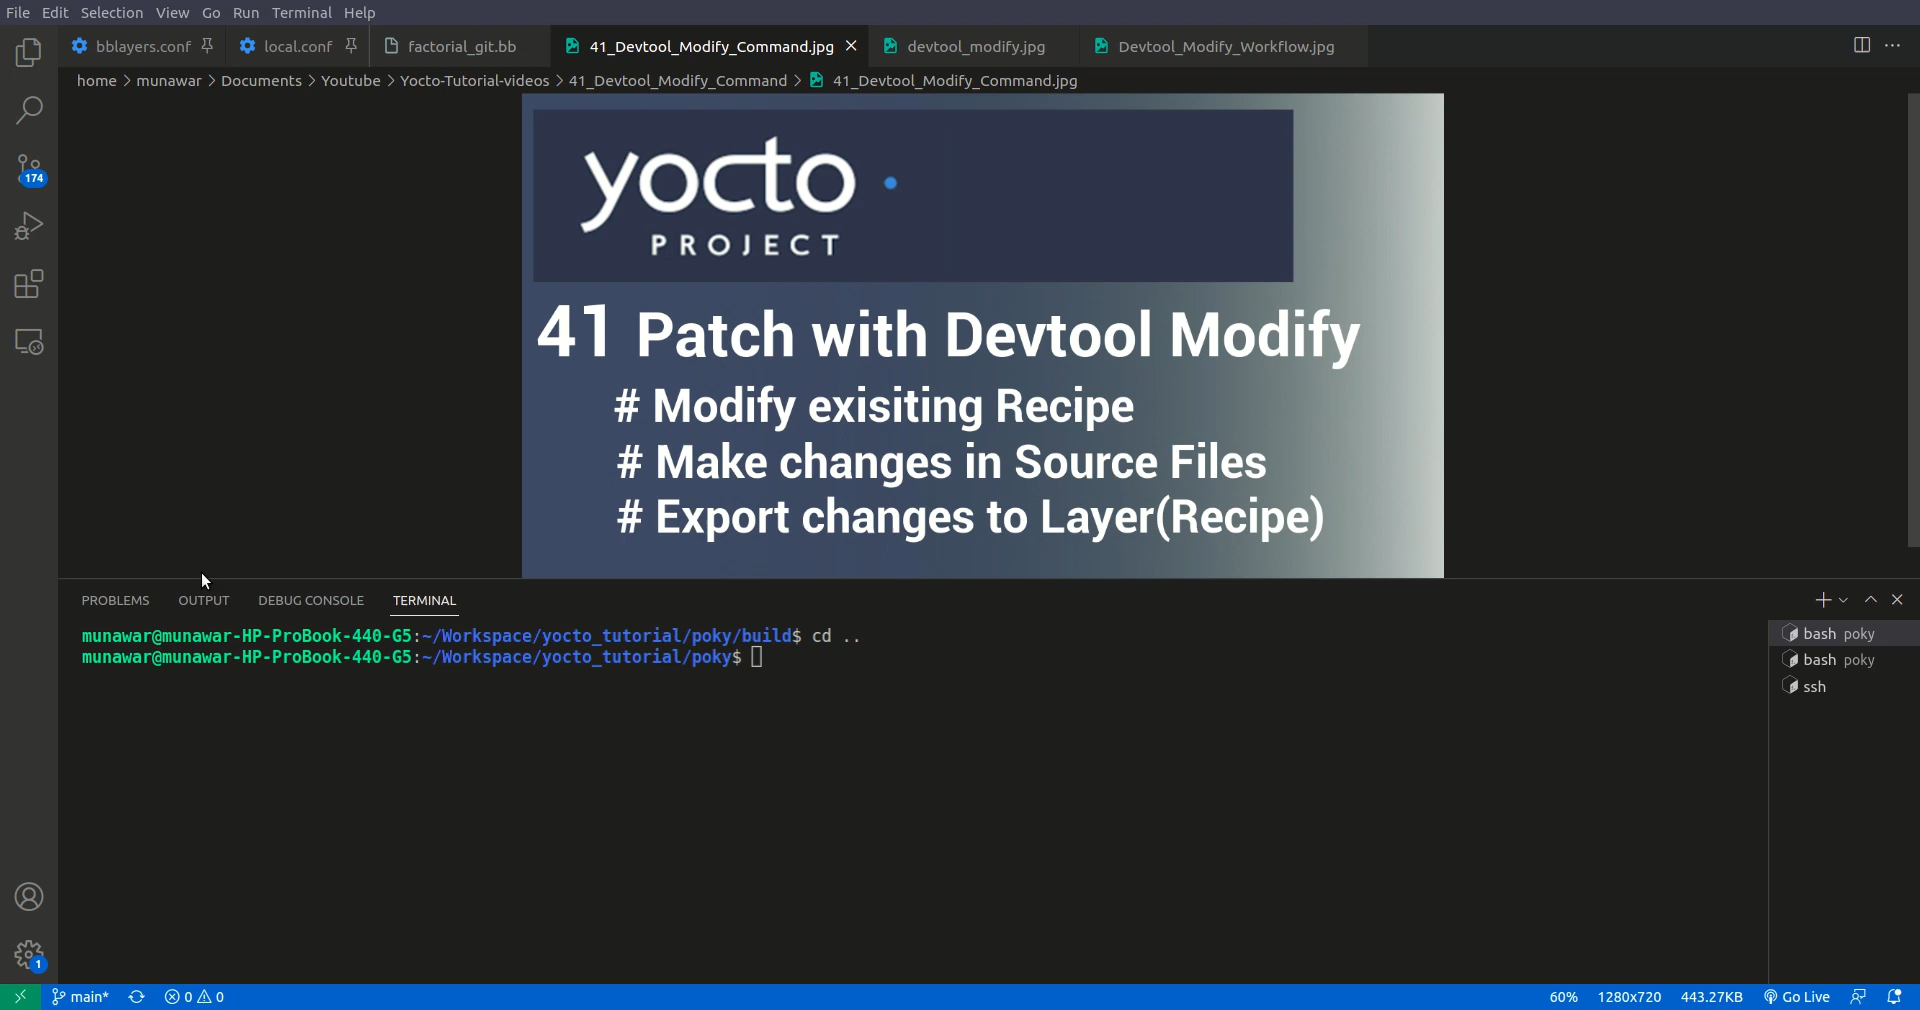 File Edit Selection View Go Run Terminal Help
bblayers.conf local.conf factorial_git.bb 41_Devtool_Modify_Command.jpg devtool_modify.jpg Devtool_Modify_Workflow.jpg
home > munawar > Documents > Youtube > Yocto-Tutorial-videos > 41_Devtool_Modify_Command > 41_Devtool_Modify_Command.jpg
174
yocto
PROJECT
41 Patch with Devtool Modify
# Modify exisiting Recipe
# Make changes in Source Files
# Export changes to Layer(Recipe)
PROBLEMS OUTPUT DEBUG CONSOLE TERMINAL
munawar@munawar-HP-ProBook-440-G5:~/Workspace/yocto_tutorial/poky/build$ cd ..
munawar@munawar-HP-ProBook-440-G5:~/Workspace/yocto_tutorial/poky$
bash poky
bash poky
ssh
1
main* 0 0 60% 1280x720 443.27KB Go Live